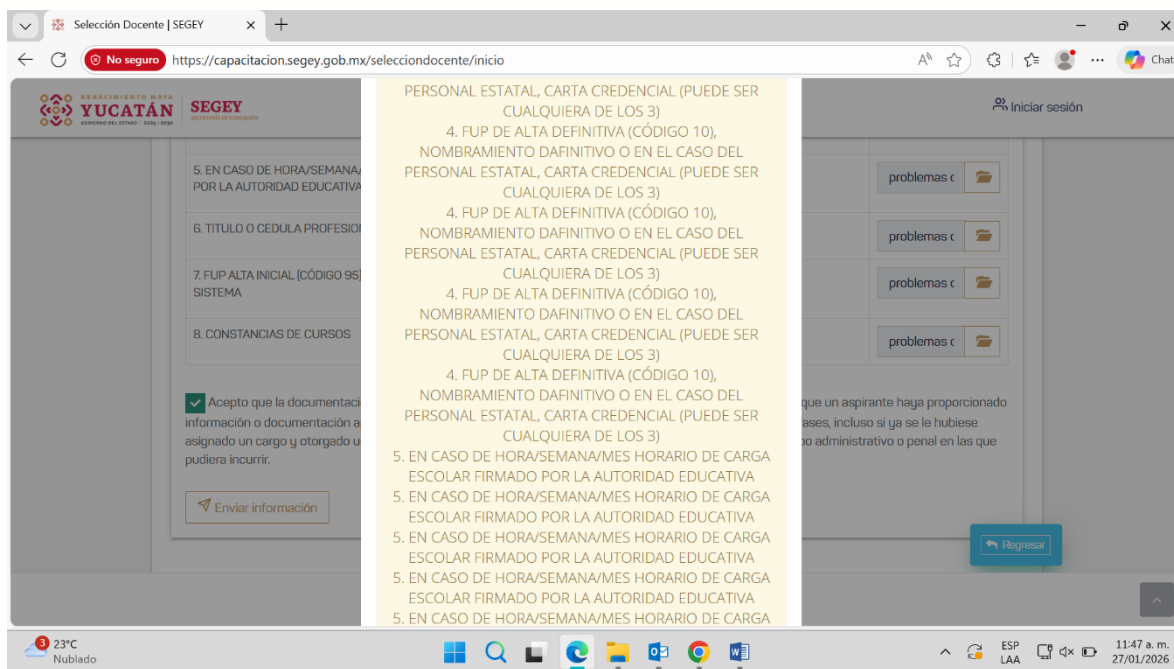 Selección Docente | SEGEY
No seguro https://capacitacion.segey.gob.mx/selecciondocente/inicio
Chat
RENACIMIENTO MAYA
YUCATÁN
GOBIERNO DEL ESTADO | 2024 - 2030
SEGEY
SECRETARÍA DE EDUCACIÓN
Iniciar sesión
PERSONAL ESTATAL, CARTA CREDENCIAL (PUEDE SER
CUALQUIERA DE LOS 3)
4. FUP DE ALTA DEFINITIVA (CÓDIGO 10),
NOMBRAMIENTO DAFINITIVO O EN EL CASO DEL
PERSONAL ESTATAL, CARTA CREDENCIAL (PUEDE SER
CUALQUIERA DE LOS 3)
4. FUP DE ALTA DEFINITIVA (CÓDIGO 10),
NOMBRAMIENTO DAFINITIVO O EN EL CASO DEL
PERSONAL ESTATAL, CARTA CREDENCIAL (PUEDE SER
CUALQUIERA DE LOS 3)
4. FUP DE ALTA DEFINITIVA (CÓDIGO 10),
NOMBRAMIENTO DAFINITIVO O EN EL CASO DEL
PERSONAL ESTATAL, CARTA CREDENCIAL (PUEDE SER
CUALQUIERA DE LOS 3)
4. FUP DE ALTA DEFINITIVA (CÓDIGO 10),
NOMBRAMIENTO DAFINITIVO O EN EL CASO DEL
PERSONAL ESTATAL, CARTA CREDENCIAL (PUEDE SER
CUALQUIERA DE LOS 3)
5. EN CASO DE HORA/SEMANA/MES HORARIO DE CARGA
ESCOLAR FIRMADO POR LA AUTORIDAD EDUCATIVA
5. EN CASO DE HORA/SEMANA/MES HORARIO DE CARGA
ESCOLAR FIRMADO POR LA AUTORIDAD EDUCATIVA
5. EN CASO DE HORA/SEMANA/MES HORARIO DE CARGA
ESCOLAR FIRMADO POR LA AUTORIDAD EDUCATIVA
5. EN CASO DE HORA/SEMANA/MES HORARIO DE CARGA
ESCOLAR FIRMADO POR LA AUTORIDAD EDUCATIVA
5. EN CASO DE HORA/SEMANA/MES HORARIO DE CARGA
5. EN CASO DE HORA/SEMANA/
POR LA AUTORIDAD EDUCATIVA
problemas c
6. TITULO O CEDULA PROFESIO
problemas c
7. FUP ALTA INICIAL (CÓDIGO 95)
SISTEMA
problemas c
8. CONSTANCIAS DE CURSOS
problemas c
Acepto que la documentaci que un aspirante haya proporcionado
información o documentación a ases, incluso si ya se le hubiese
asignado un cargo y otorgado u po administrativo o penal en las que
pudiera incurrir.
Enviar información
Regresar
3
23°C
Nublado
ESP
LAA
11:47 a. m.
27/01/2026